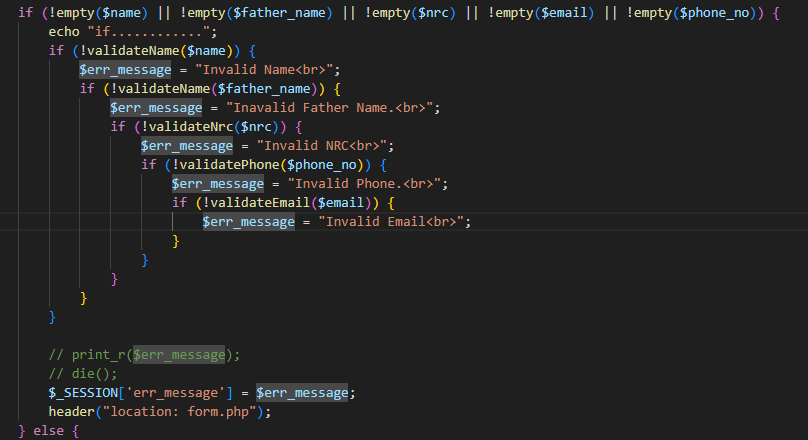 if (!empty($name) || !empty($father_name) || !empty($nrc) || !empty($email) || !empty($phone_no)) {
echo "if............";
if (!validateName($name)) {
$err_message = "Invalid Name<br>";
if (!validateName($father_name)) {
$err_message = "Inavalid Father Name.<br>";
if (!validateNrc($nrc)) {
$err_message = "Invalid NRC<br>";
if (!validatePhone($phone_no)) {
$err_message = "Invalid Phone.<br>";
if (!validateEmail($email)) {
$err_message = "Invalid Email<br>";
}
}
}
}
}
// print_r($err_message);
// die();
$_SESSION['err_message'] = $err_message;
header("location: form.php");
} else {